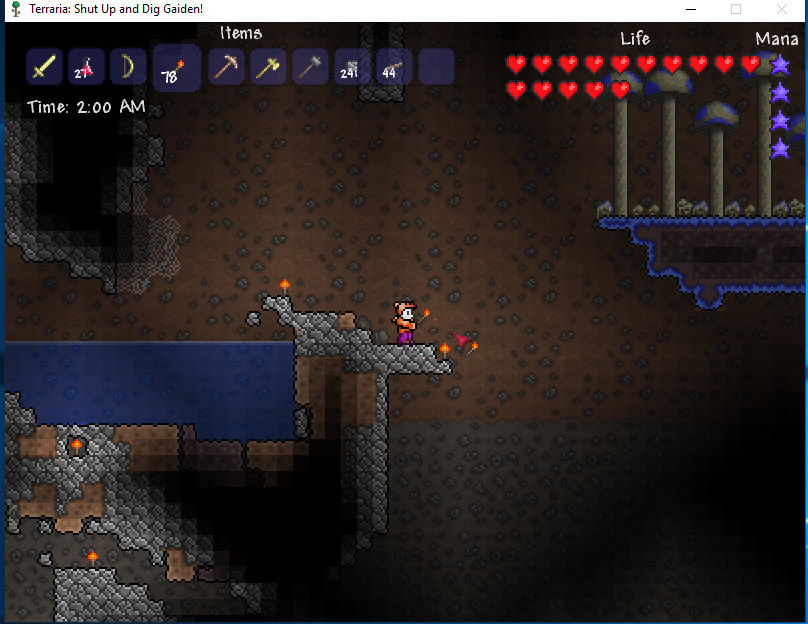 Terraria: Shut Up and Dig Gaiden!
Items
Life
Mana
27
78
241
44
Time: 2:00 AM